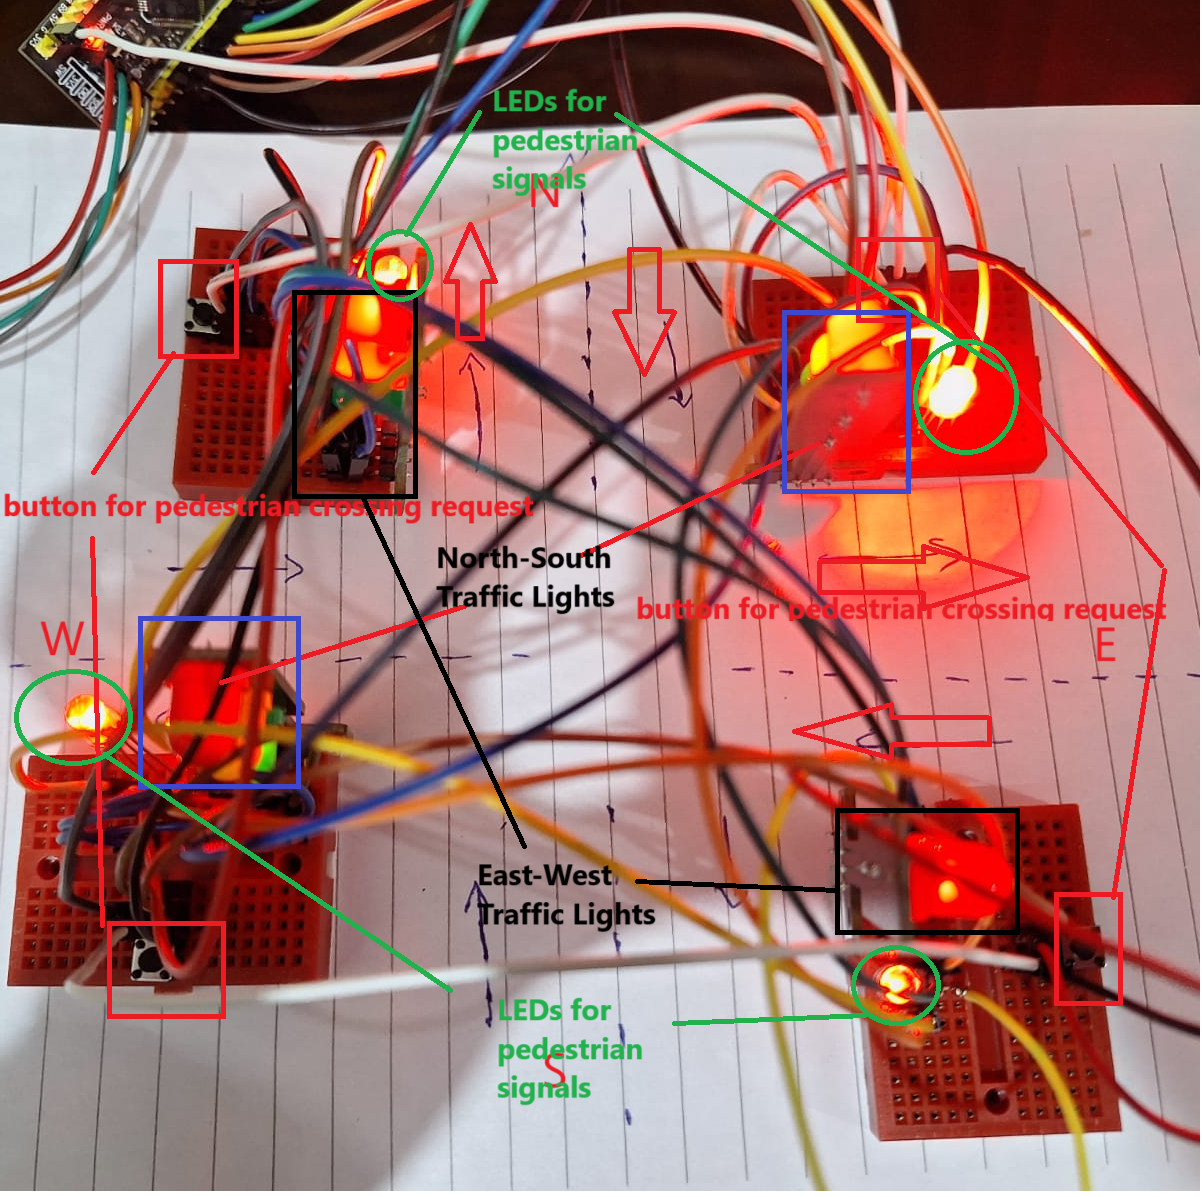 LEDs for
pedestrian
signals
N
button for pedestrian crossing request
North-South
Traffic Lights
button for pedestrian crossing request
W
E
East-West
Traffic Lights
LEDs for
pedestrian
signals
S